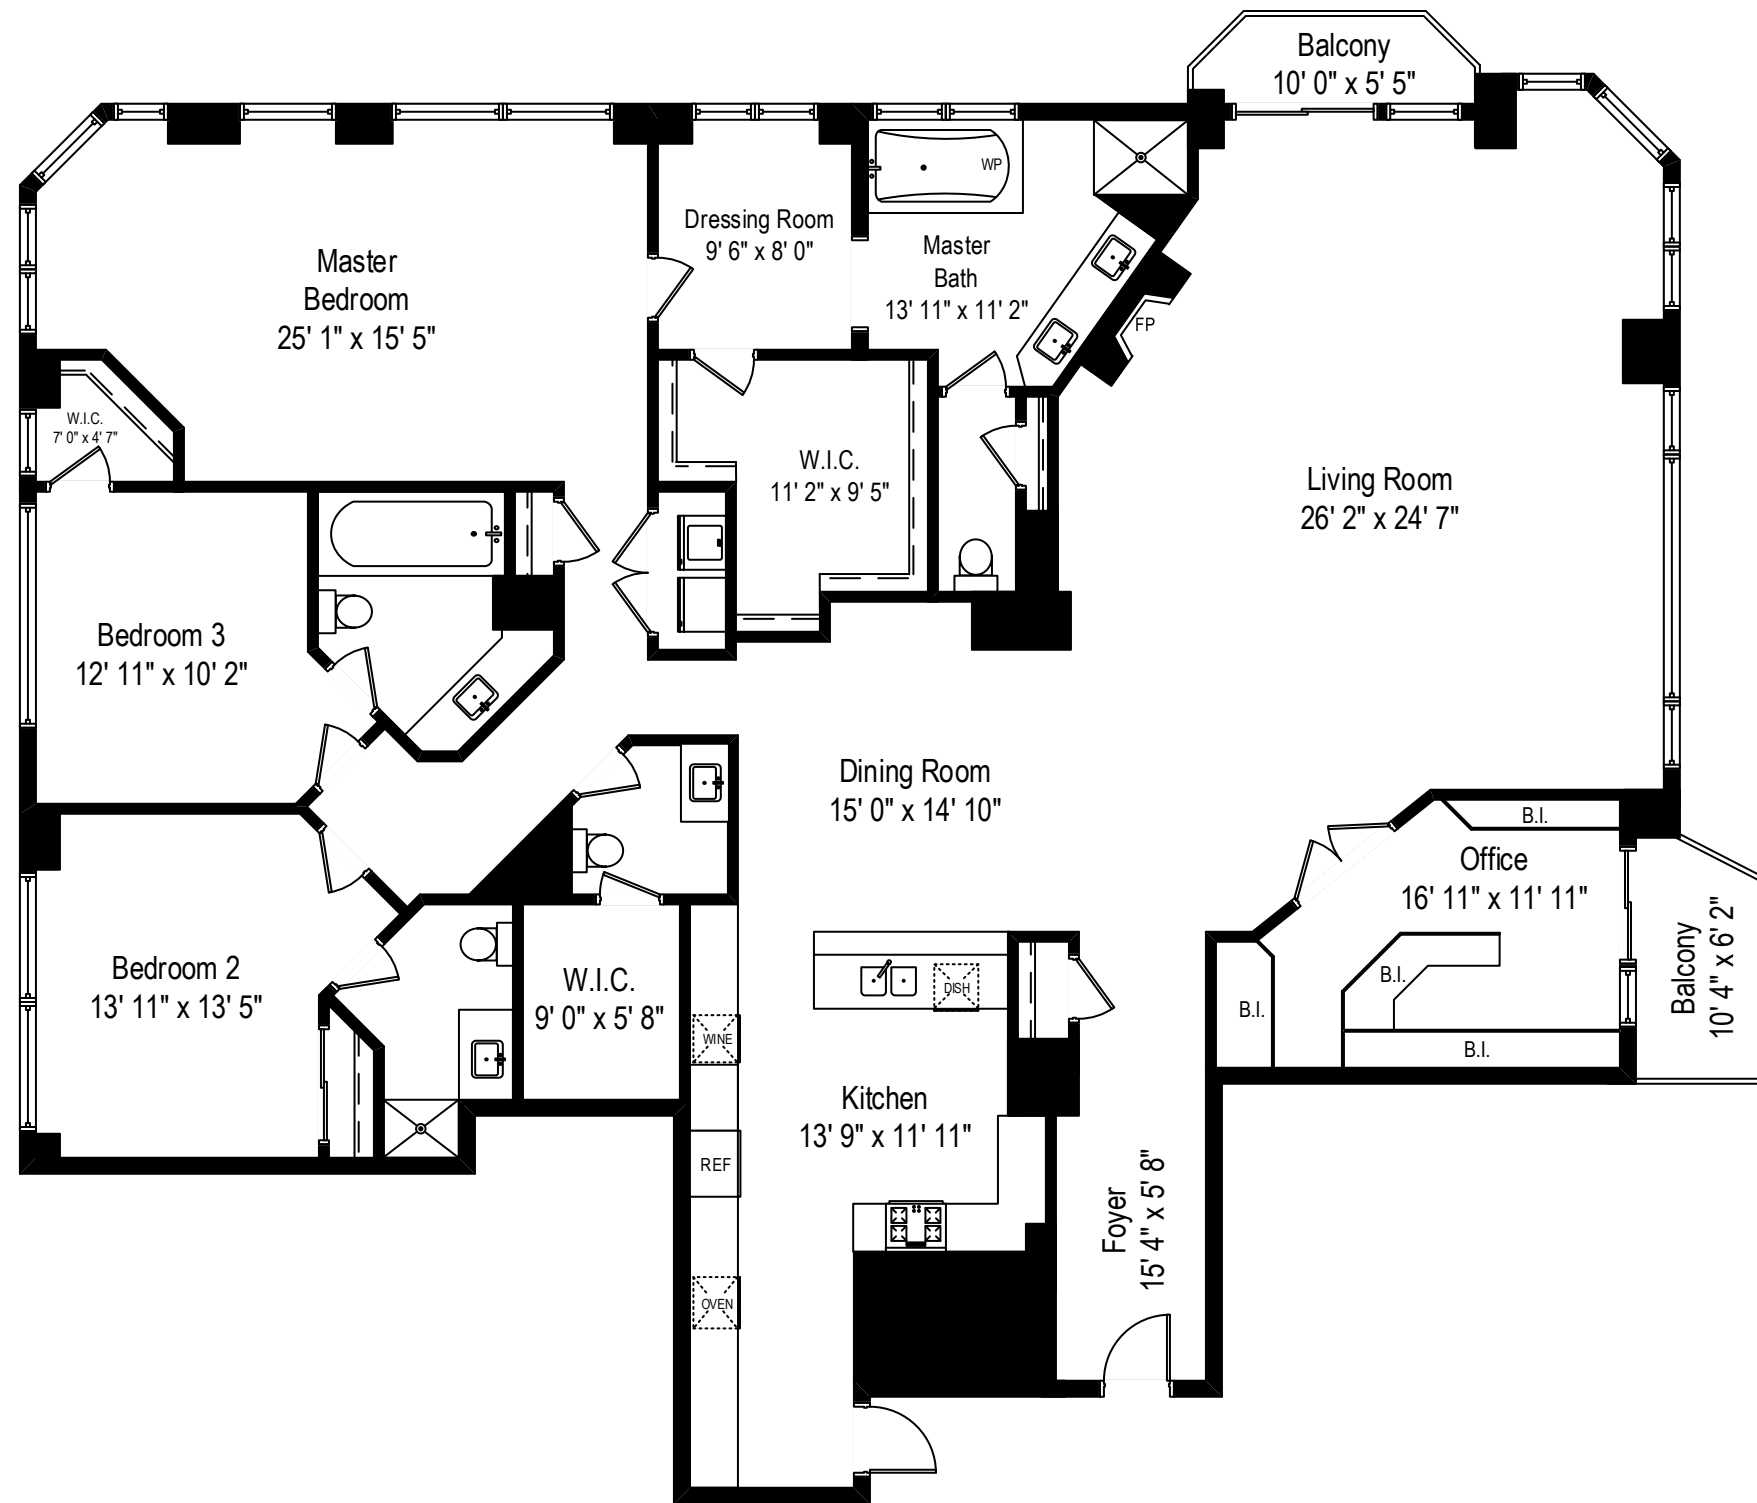 Balcony
10' 0" x 5' 5"
WP
Dressing Room
9' 6" x 8' 0"
Master
Bath
13' 11" x 11' 2"
FP
Master
Bedroom
25' 1" x 15' 5"
W.I.C.
7' 0" x 4' 7"
W.I.C.
11' 2" x 9' 5"
Living Room
26' 2" x 24' 7"
Bedroom 3
12' 11" x 10' 2"
Dining Room
15' 0" x 14' 10"
B.I.
Office
16' 11" x 11' 11"
B.I.
B.I.
B.I.
Balcony
10' 4" x 6' 2"
Bedroom 2
13' 11" x 13' 5"
W.I.C.
9' 0" x 5' 8"
DISH
WINE
Kitchen
13' 9" x 11' 11"
REF
OVEN
Foyer
15' 4" x 5' 8"